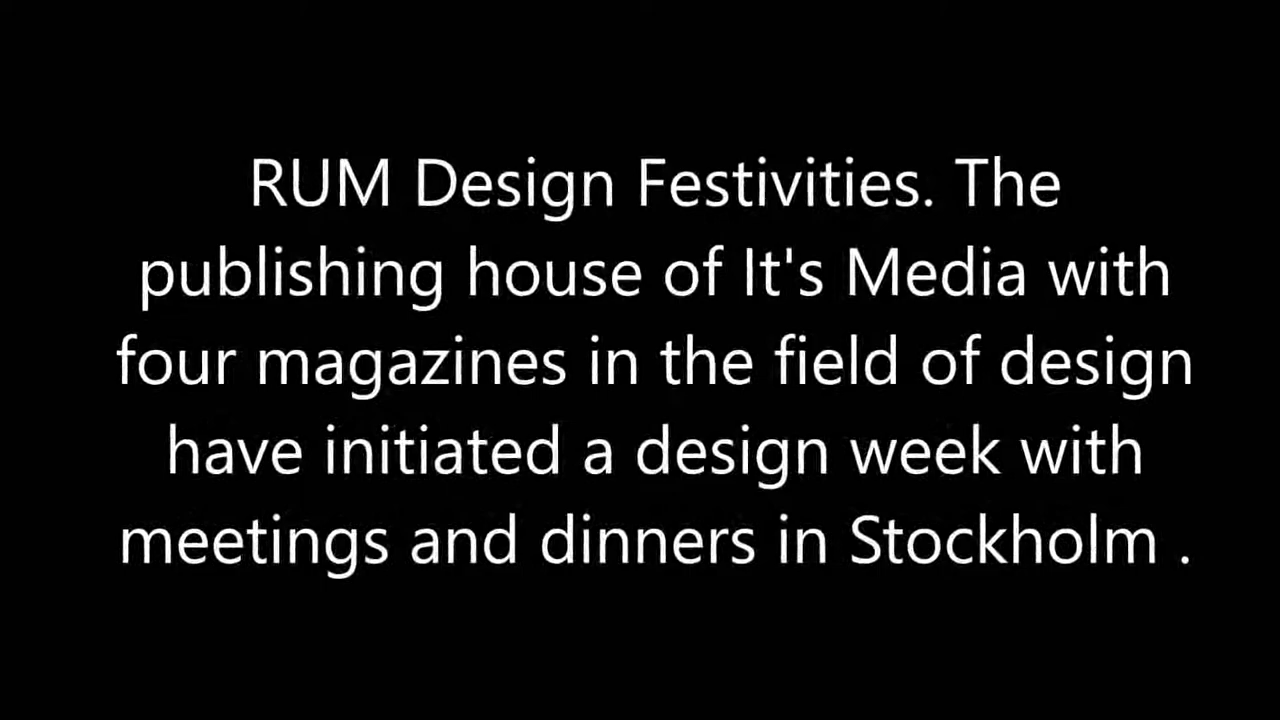 RUM Design Festivities. The
publishing house of It's Media with
four magazines in the field of design
have initiated a design week with
meetings and dinners in Stockholm .